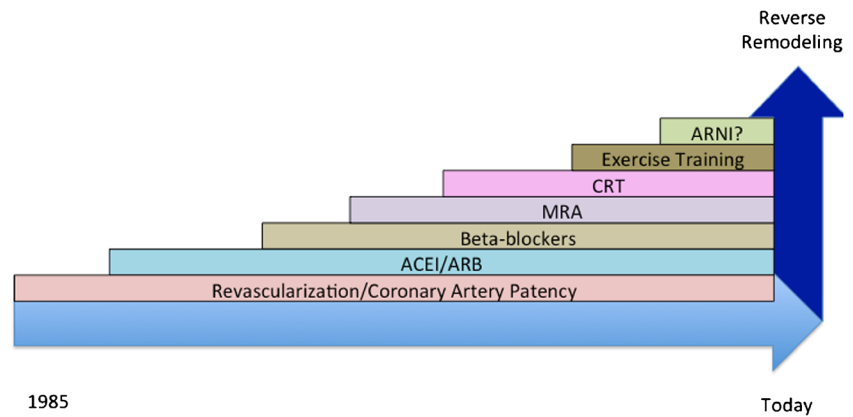 Reverse
Remodeling
ARNI?
Exercise Training
CRT
MRA
Beta-blockers
ACEI/ARB
Revascularization/Coronary Artery Patency
1985
Today